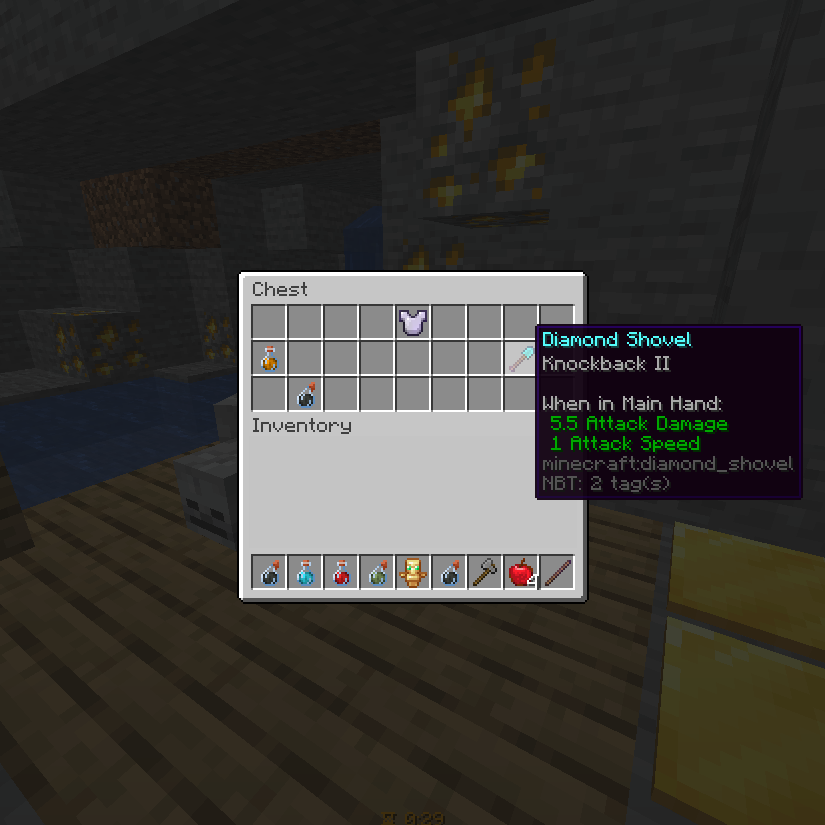 Chest
Diamond Shovel
Knockback II
When in Main Hand:
5.5 Attack Damage
1 Attack Speed
minecraft:diamond_shovel
NBT: 2 tag(s)
Inventory